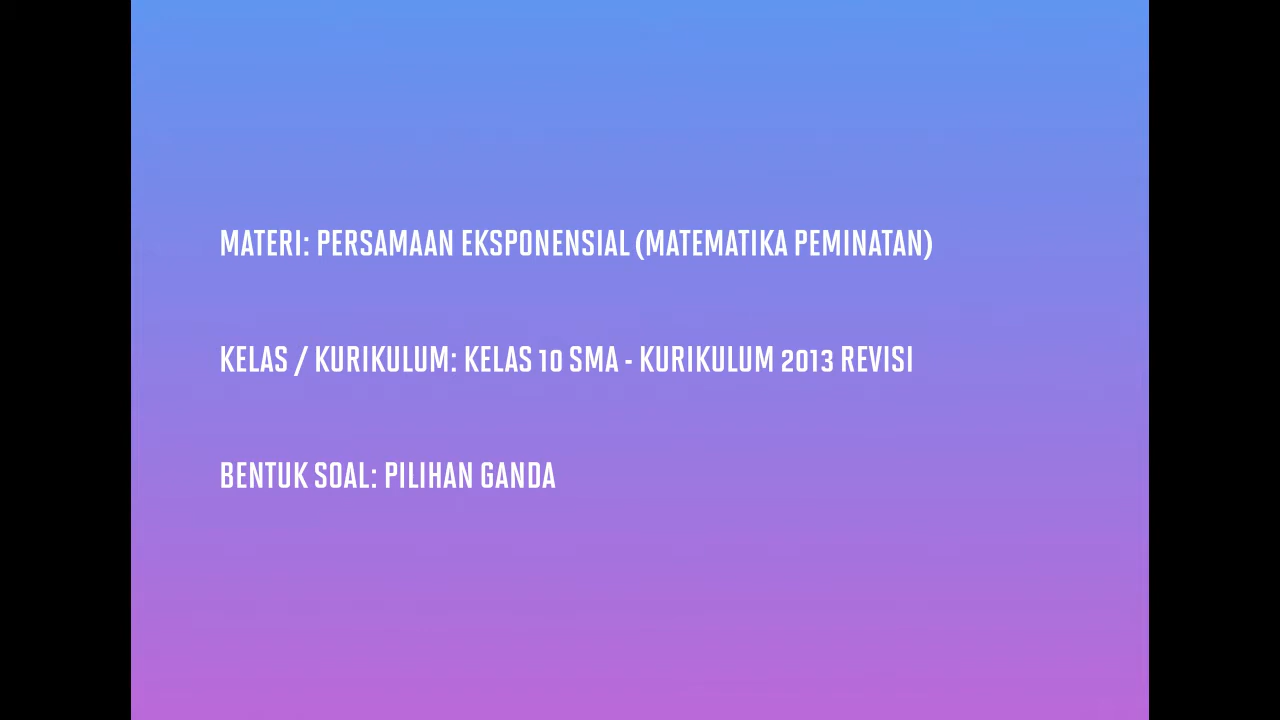 MATERI: PERSAMAAN EKSPONENSIAL (MATEMATIKA PEMINATAN)
KELAS / KURIKULUM: KELAS 10 SMA - KURIKULUM 2013 REVISI
BENTUK SOAL: PILIHAN GANDA